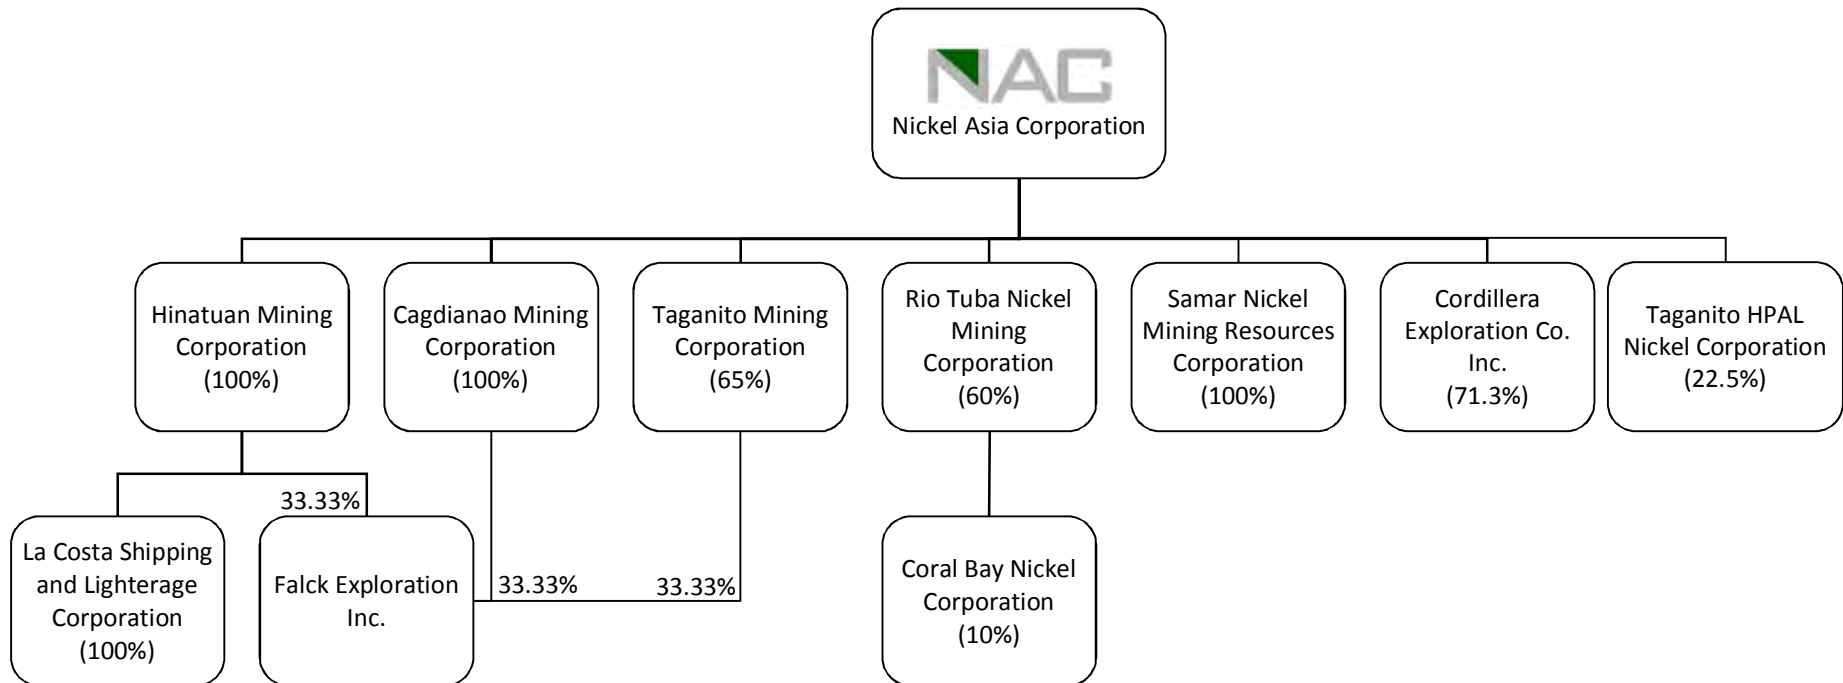 NAC
Nickel Asia Corporation
Hinatuan Mining
Corporation
(100%)
Cagdianao Mining
Corporation
(100%)
Taganito Mining
Corporation
(65%)
Rio Tuba Nickel
Mining
Corporation
(60%)
Samar Nickel
Mining Resources
Corporation
(100%)
Cordillera
Exploration Co.
Inc.
(71.3%)
Taganito HPAL
Nickel Corporation
(22.5%)
33.33%
La Costa Shipping
and Lighterage
Corporation
(100%)
Falck Exploration
Inc.
33.33%
33.33%
Coral Bay Nickel
Corporation
(10%)